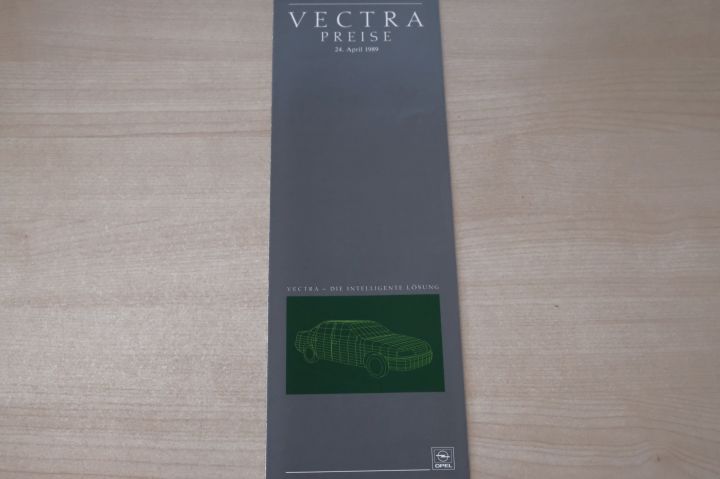 VECTRA
PREISE
24. April 1989
VECTRA – DIE INTELLIGENTE LÖSUNG
OPEL